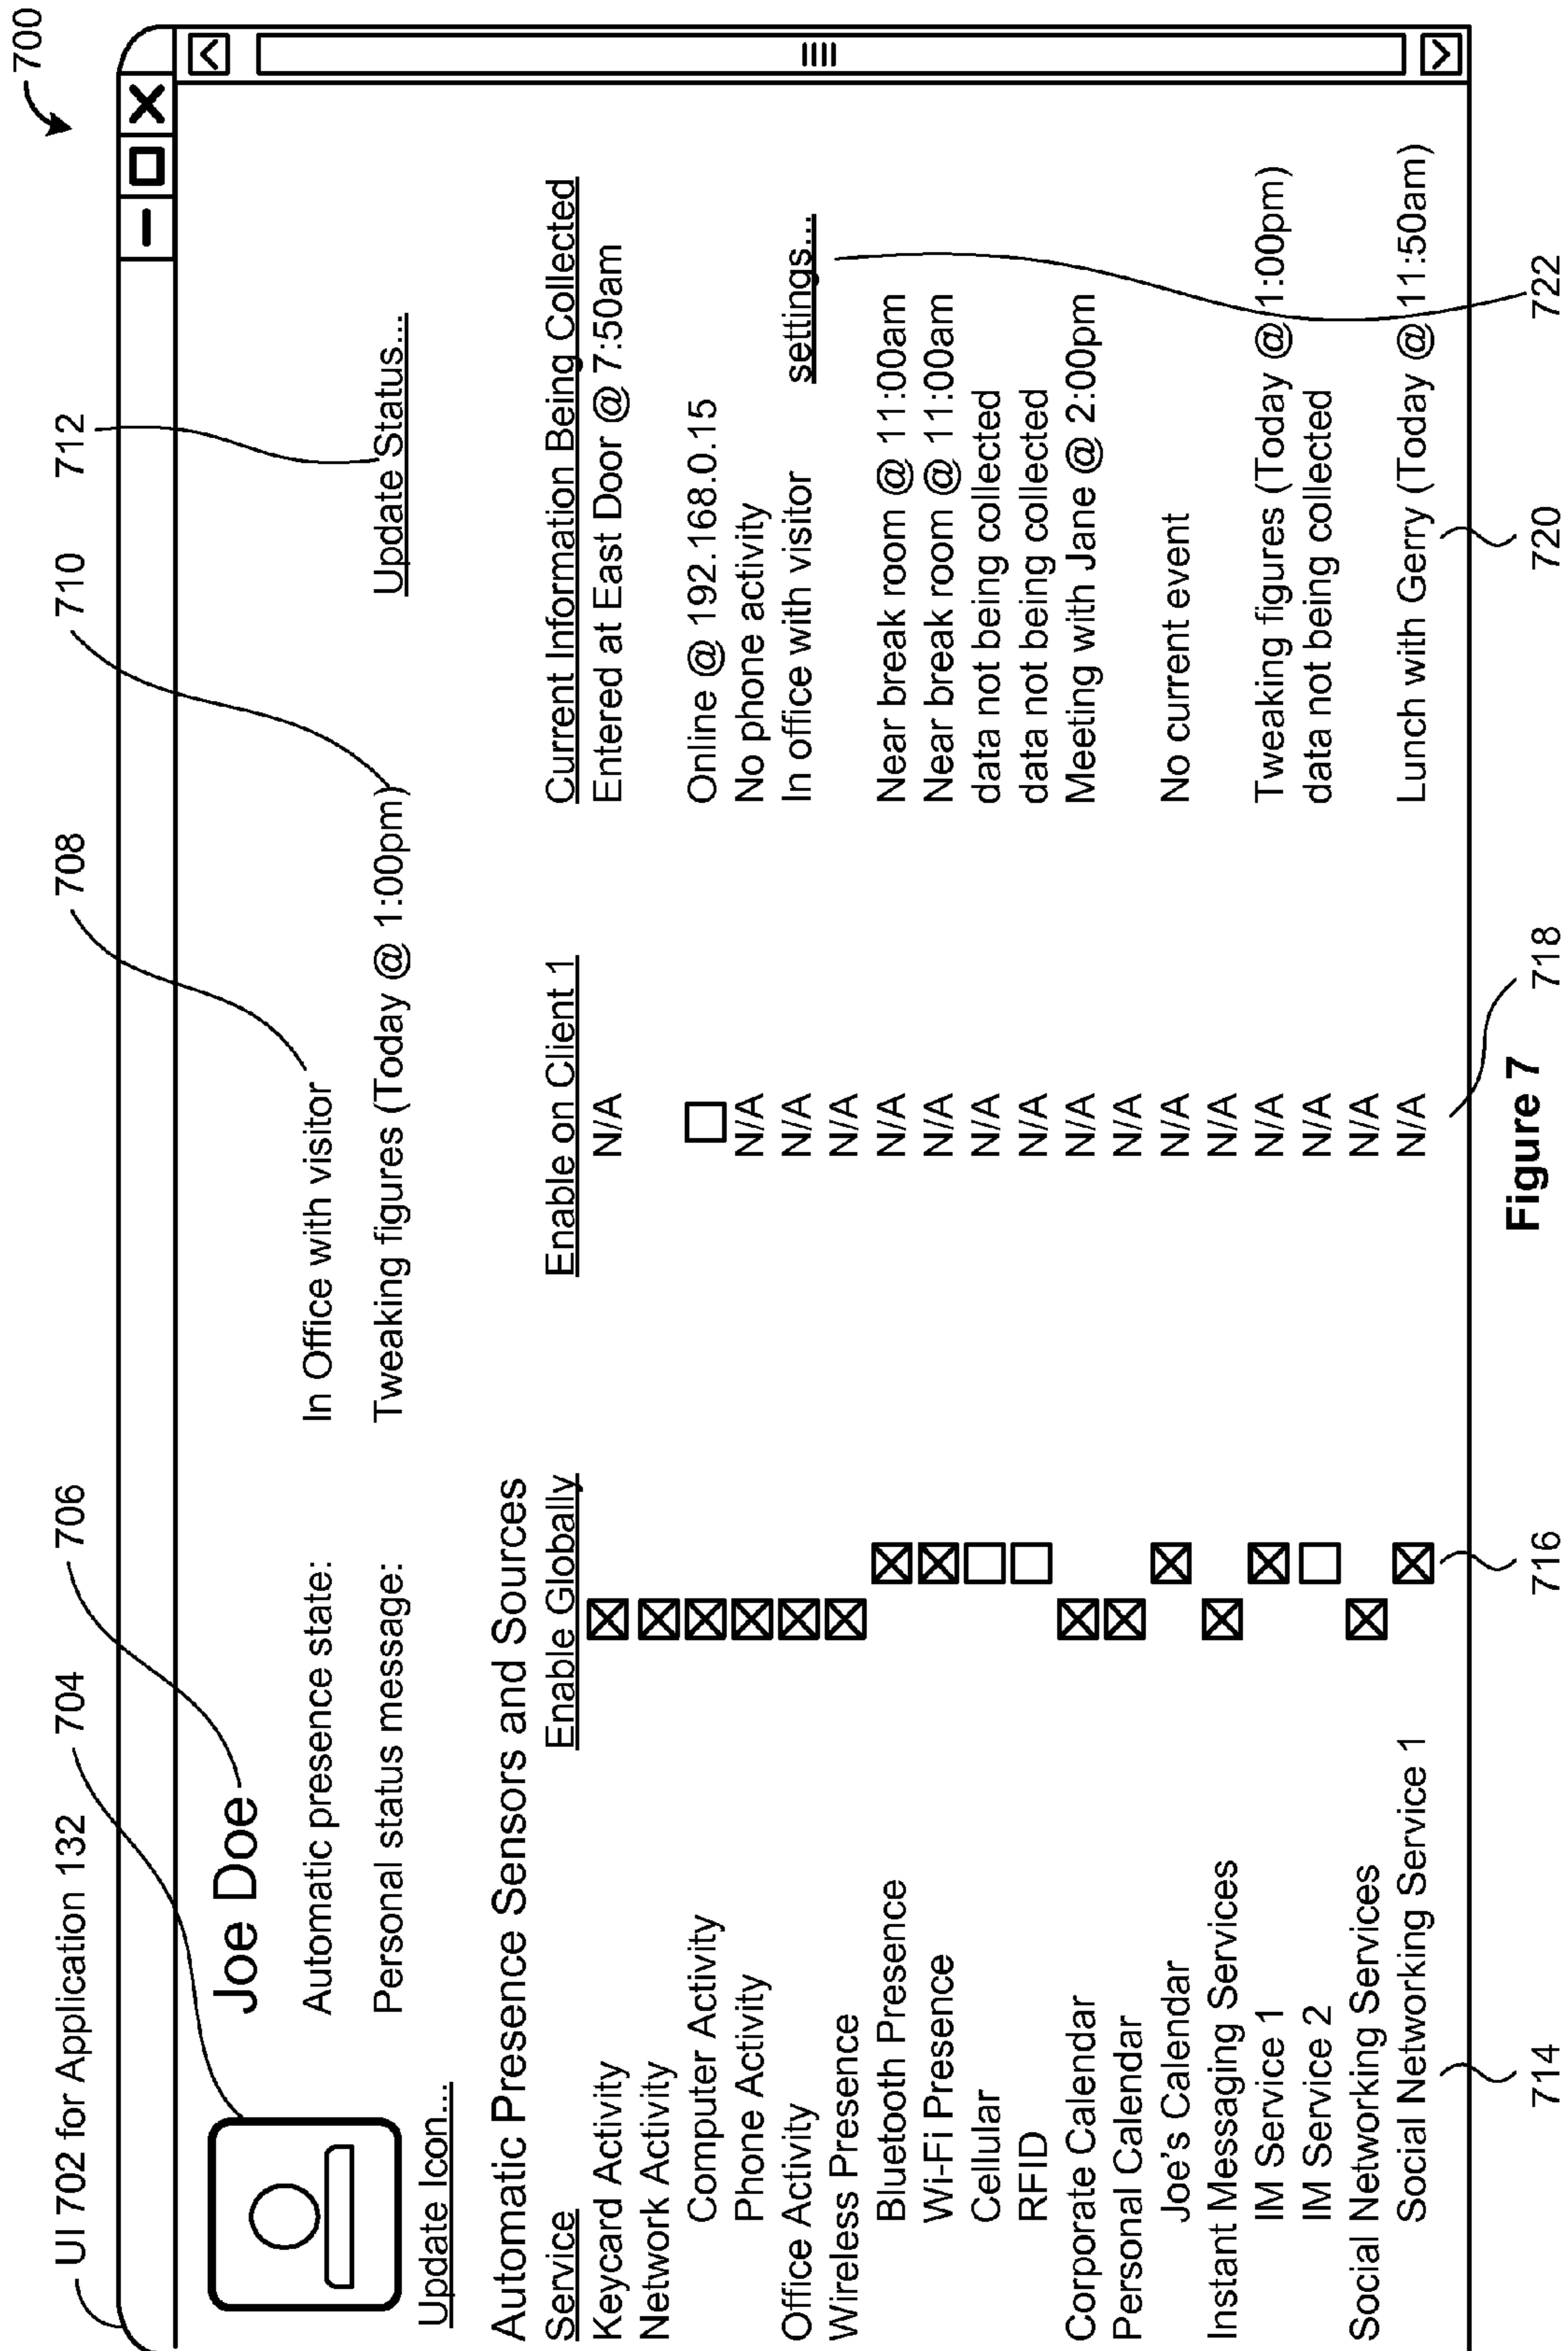 700
UI 702 for Application 132
704
706
708
710
712
Joe Doe
Automatic presence state: In Office with visitor
Personal status message: Tweaking figures (Today @ 1:00pm) Update Status...
Update Icon...
Automatic Presence Sensors and Sources
Service Enable Globally Enable on Client 1 Current Information Being Collected
Keycard Activity N/A Entered at East Door @ 7:50am
Network Activity
Computer Activity Online @ 192.168.0.15
Phone Activity N/A No phone activity
Office Activity N/A In office with visitor settings...
Wireless Presence N/A
Bluetooth Presence N/A Near break room @ 11:00am
Wi-Fi Presence N/A Near break room @ 11:00am
Cellular N/A data not being collected
RFID N/A data not being collected
Corporate Calendar N/A Meeting with Jane @ 2:00pm
Personal Calendar N/A
Joe's Calendar N/A No current event
Instant Messaging Services N/A
IM Service 1 N/A Tweaking figures (Today @ 1:00pm)
IM Service 2 N/A data not being collected
Social Networking Services N/A
Social Networking Service 1 N/A Lunch with Gerry (Today @ 11:50am)
714
716
718
720
722
Figure 7